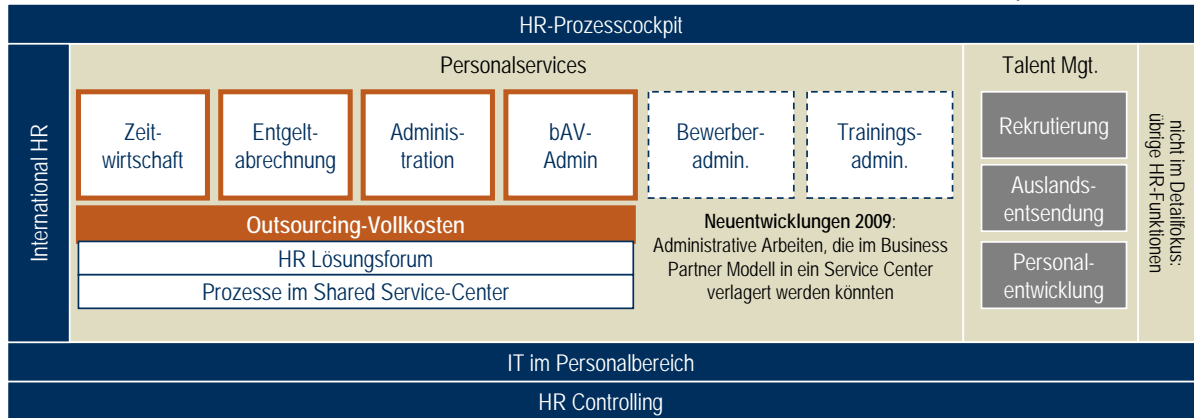 HR-Prozesscockpit
International HR
Personalservices
Zeit-
wirtschaft
Entgelt-
abrechnung
Adminis-
tration
bAV-
Admin
Bewerber-
admin.
Trainings-
admin.
Outsourcing-Vollkosten
HR Lösungsforum
Prozesse im Shared Service-Center
Neuentwicklungen 2009:
Administrative Arbeiten, die im Business
Partner Modell in ein Service Center
verlagert werden könnten
Talent Mgt.
Rekrutierung
Auslands-
entsendung
Personal-
entwicklung
nicht im Detailfokus:
übrige HR-Funktionen
IT im Personalbereich
HR Controlling